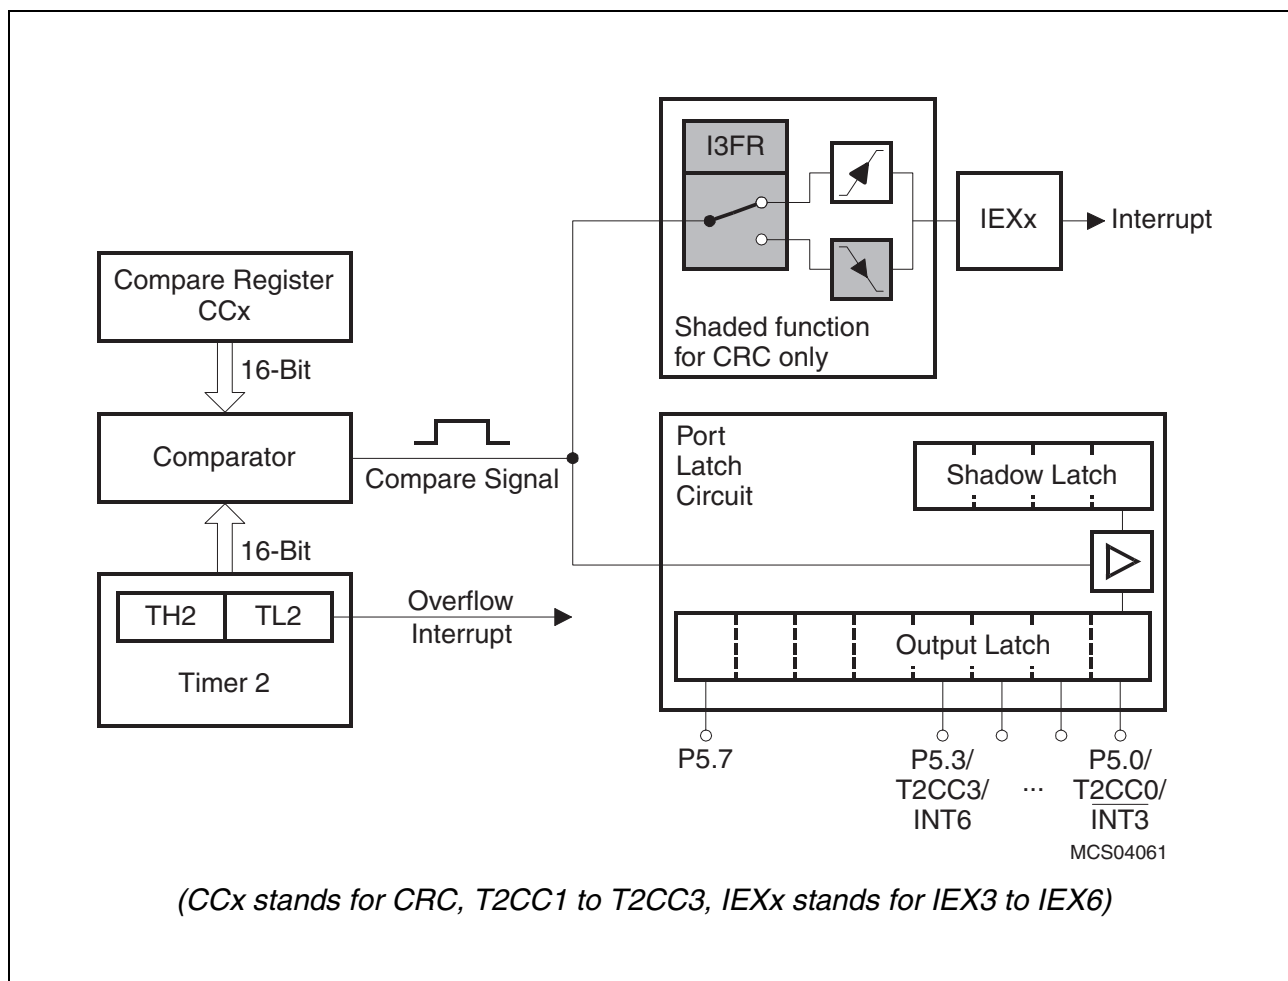 I3FR
IEXx
Interrupt
Shaded function
for CRC only
Compare Register
CCx
16-Bit
Comparator
Compare Signal
16-Bit
TH2
TL2
Timer 2
Overflow
Interrupt
Port
Latch
Circuit
Shadow Latch
Output Latch
P5.7
P5.3/
T2CC3/
INT6
...
P5.0/
T2CC0/
INT3
MCS04061
(CCx stands for CRC, T2CC1 to T2CC3, IEXx stands for IEX3 to IEX6)